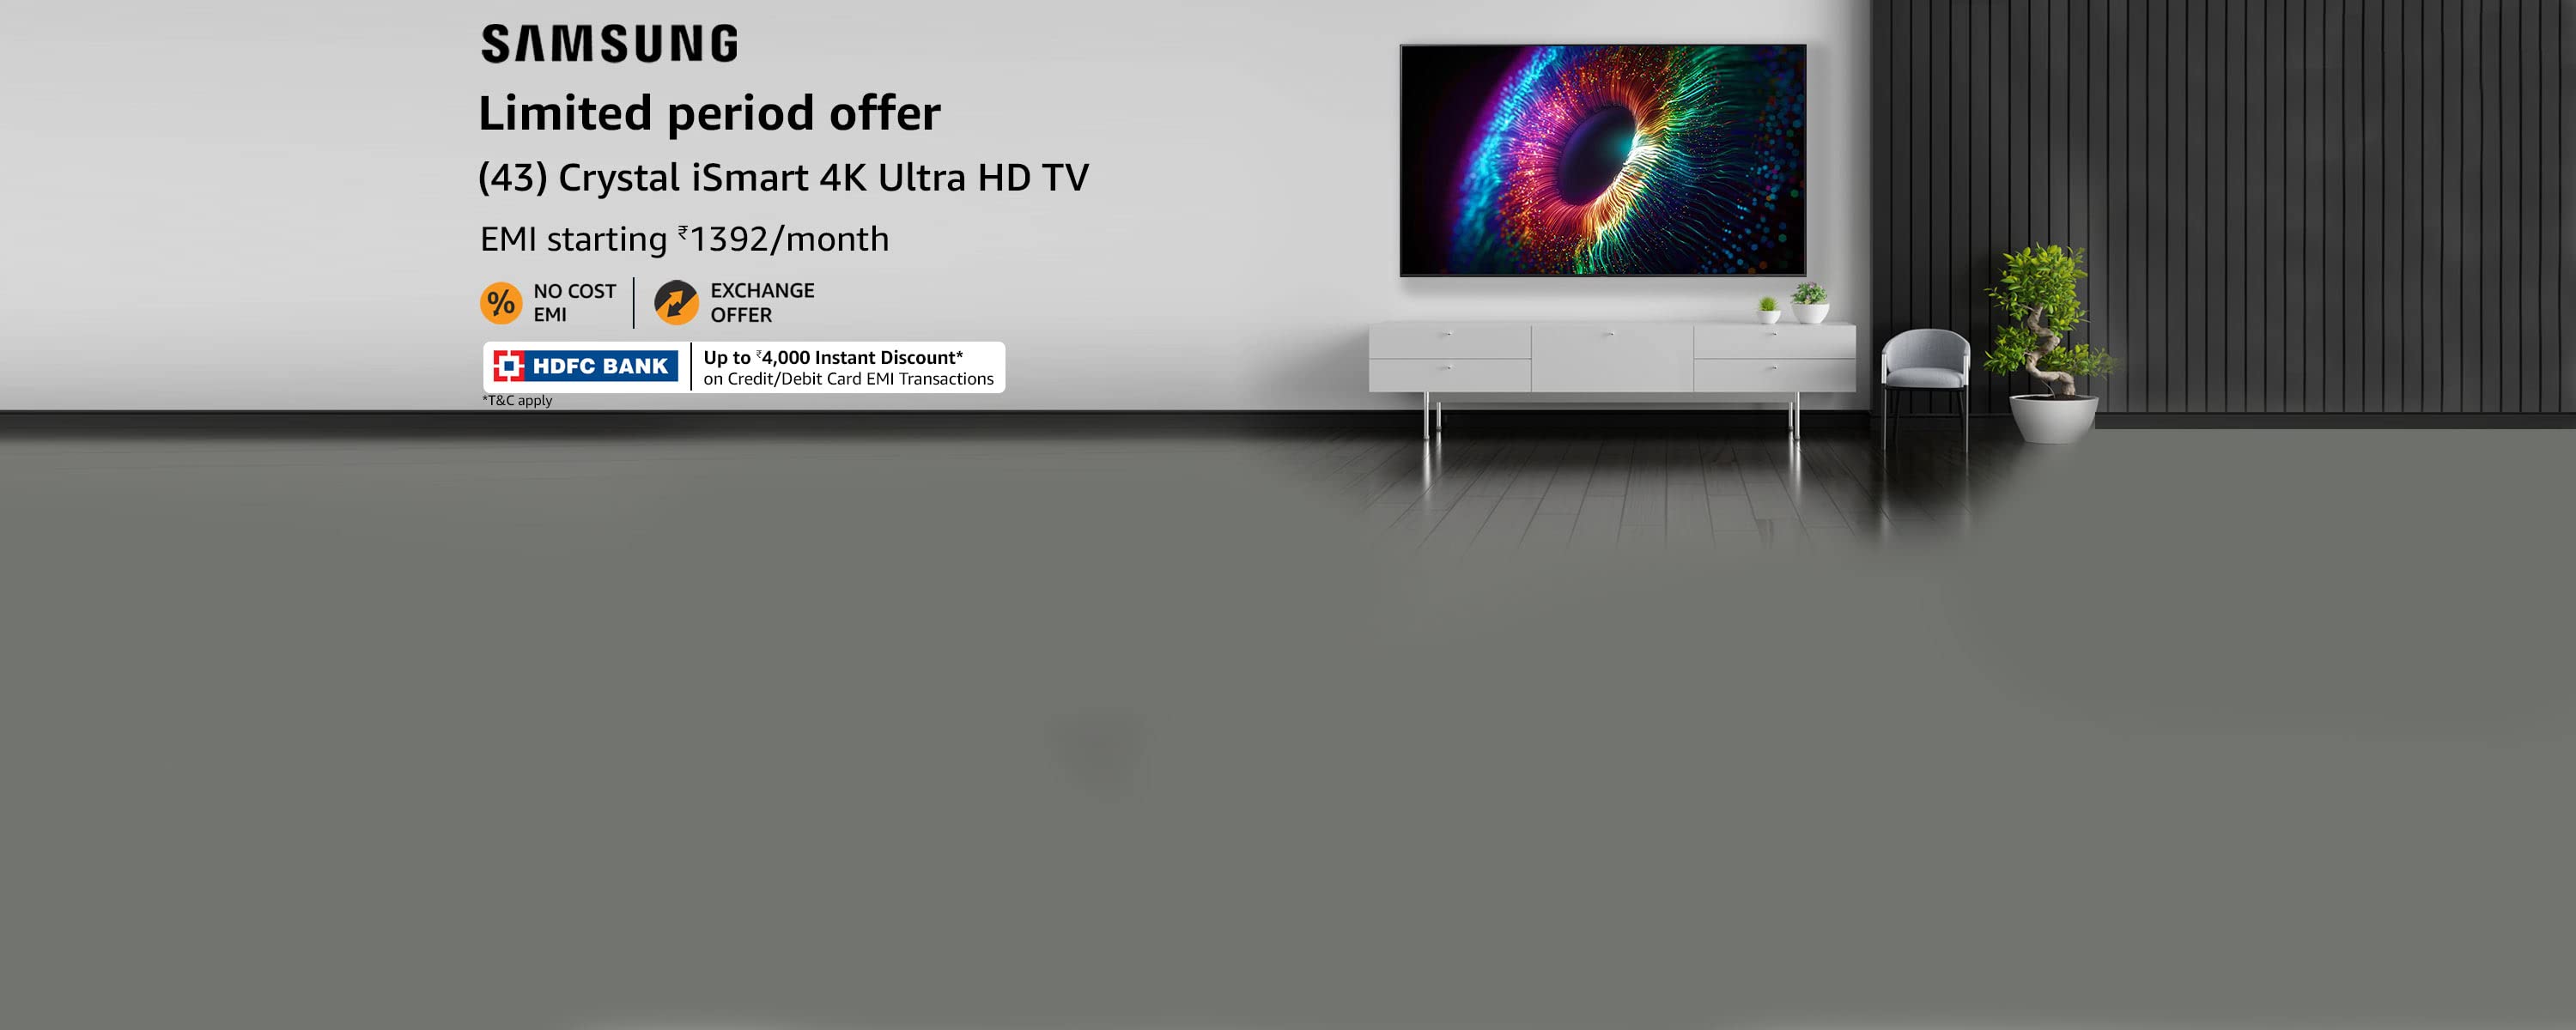 SAMSUNG
Limited period offer
(43) Crystal iSmart 4K Ultra HD TV
EMI starting ₹1392/month
% NO COST
EMI
EXCHANGE
OFFER
HDFC BANK
Up to ₹4,000 Instant Discount*
on Credit/Debit Card EMI Transactions
*T&C apply